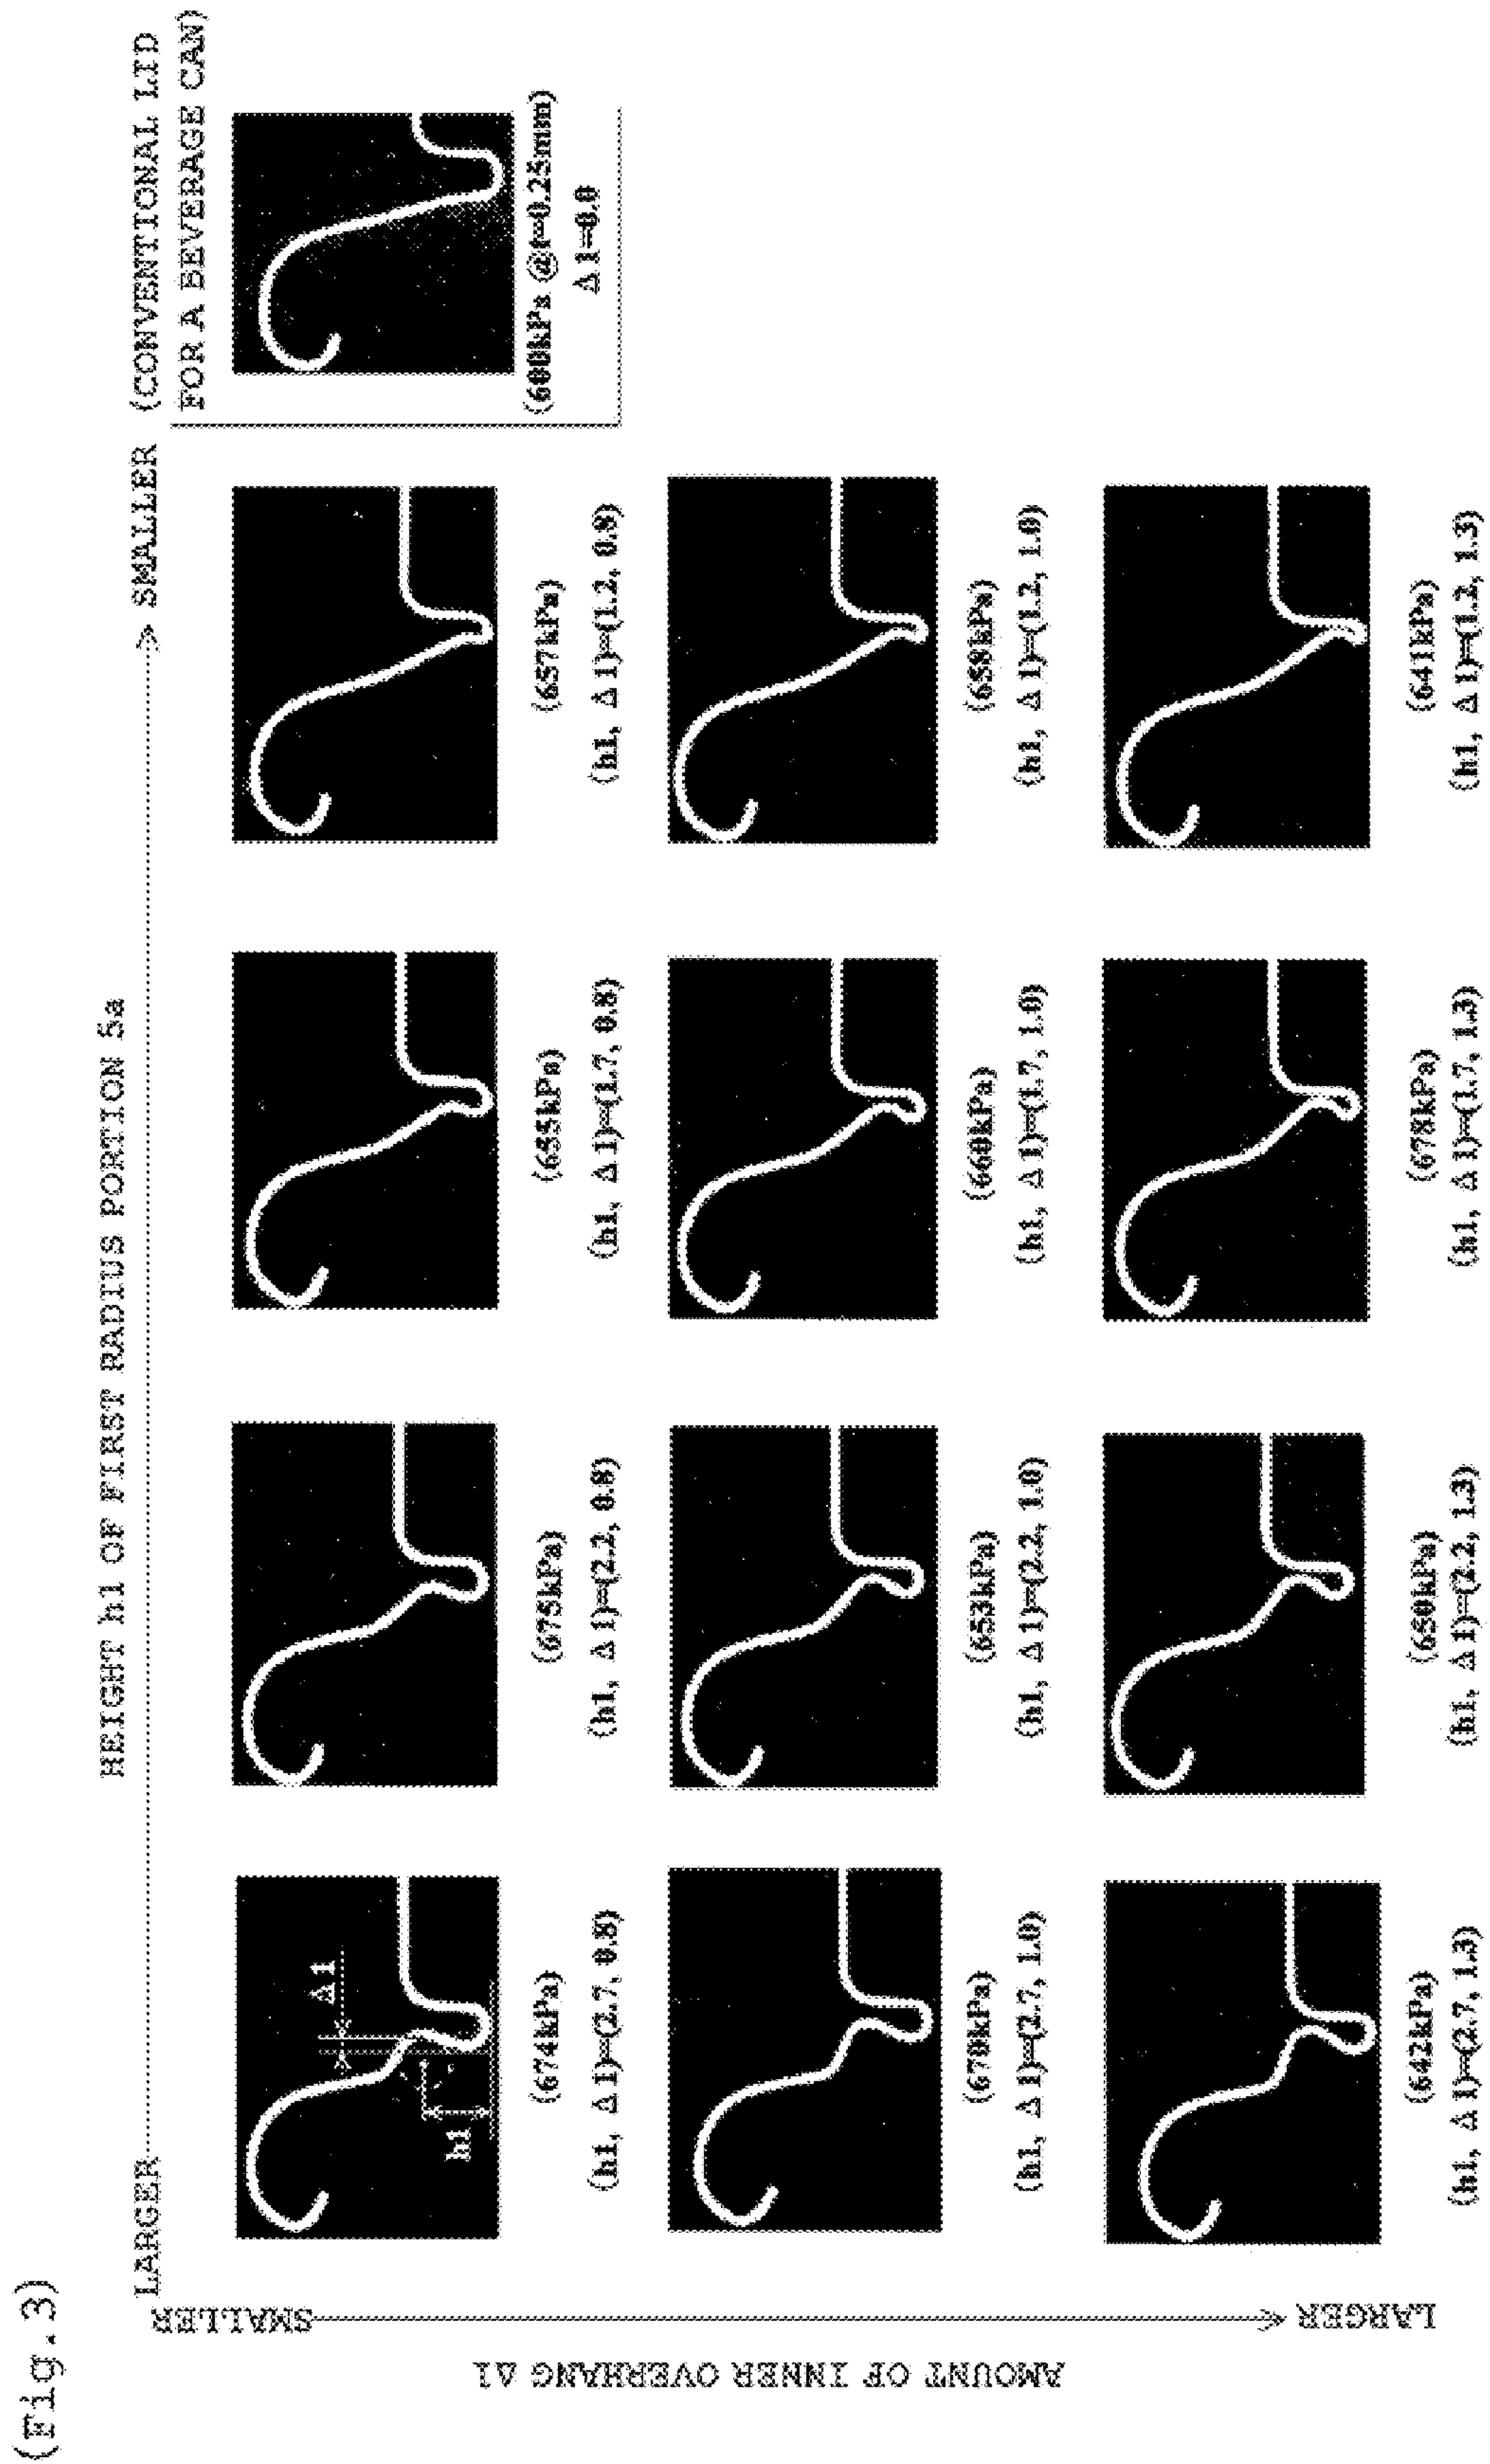 (Fig.3)
HEIGHT h1 OF FIRST RADIUS PORTION 5a
LARGER
SMALLER
(CONVENTIONAL LID
FOR A BEVERAGE CAN)
AMOUNT OF INNER OVERHANG Δ1
SMALLER
LARGER
Δ1
h1
(674kPa)
(h1, Δ1)=(2.7, 0.8)
(675kPa)
(h1, Δ1)=(2.2, 0.8)
(655kPa)
(h1, Δ1)=(1.7, 0.8)
(657kPa)
(h1, Δ1)=(1.2, 0.8)
(600kPa @t=0.25mm)
Δ1=0.0
(670kPa)
(h1, Δ1)=(2.7, 1.0)
(653kPa)
(h1, Δ1)=(2.2, 1.0)
(660kPa)
(h1, Δ1)=(1.7, 1.0)
(658kPa)
(h1, Δ1)=(1.2, 1.0)
(642kPa)
(h1, Δ1)=(2.7, 1.3)
(650kPa)
(h1, Δ1)=(2.2, 1.3)
(678kPa)
(h1, Δ1)=(1.7, 1.3)
(641kPa)
(h1, Δ1)=(1.2, 1.3)